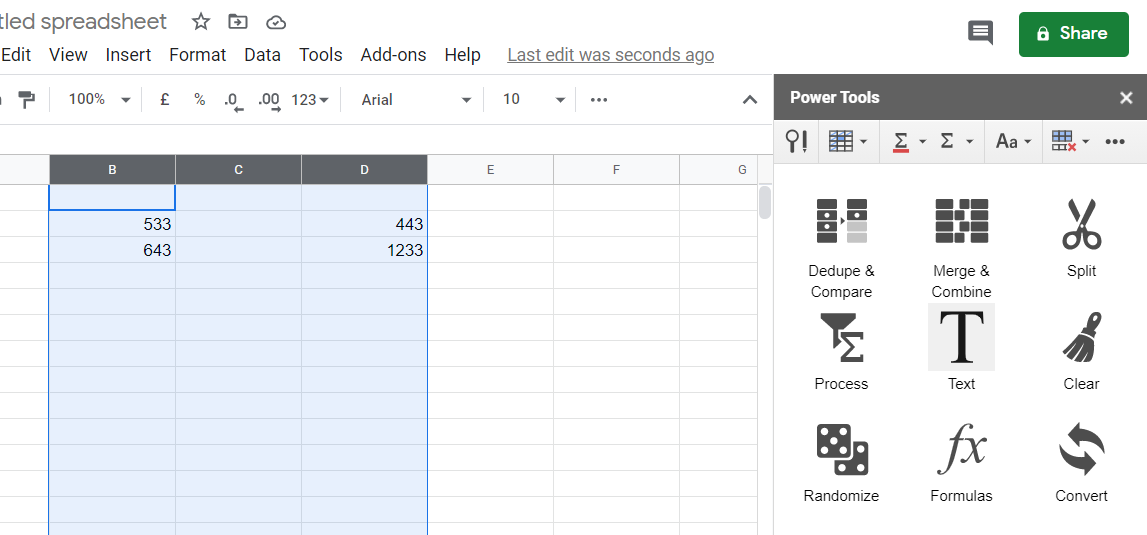 tled spreadsheet
Edit View Insert Format Data Tools Add-ons Help Last edit was seconds ago
Share
100% £ % .0 .00 123 Arial 10
Power Tools
Σ Σ Aa
B C D E F G
533 443
643 1233
Dedupe & Compare
Merge & Combine
Split
Process
Text
Clear
Randomize
Formulas
Convert